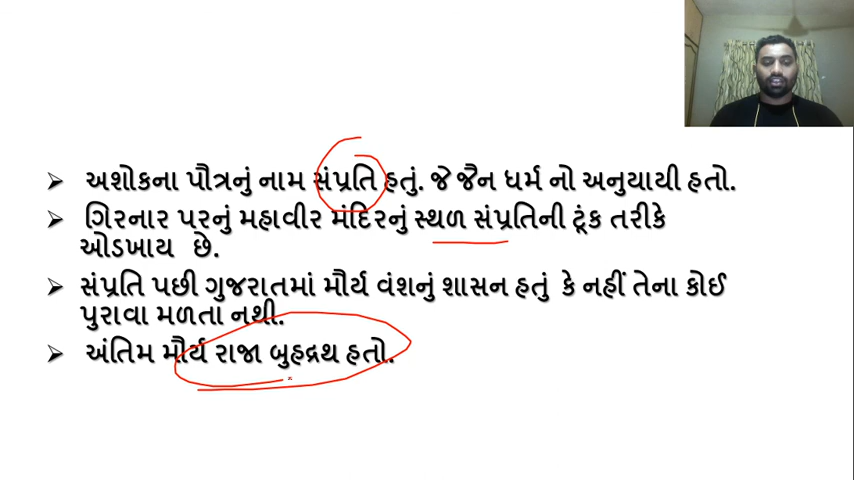 ➢ અશોકના પૌત્રનું નામ સંપ્રતિ હતું. જે જૈન ધર્મ નો અનુયાયી હતો.
➢ ગિરનાર પરનું મહાવીર મંદિરનું સ્થળ સંપ્રતિની ટૂંક તરીકે
ઓડખાય છે.
➢ સંપ્રતિ પછી ગુજરાતમાં મૌર્ય વંશનું શાસન હતું કે નહીં તેના કોઈ
પુરાવા મળતા નથી.
➢ અંતિમ મૌર્ય રાજા બુહદ્રથ હતો.